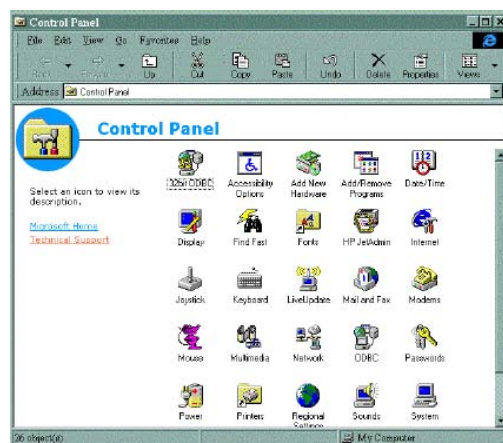 Control Panel
File Edit View Go Favorites Help
Back Forward Up Cut Copy Paste Undo Delete Properties Views
Address Control Panel
Control Panel
Select an icon to view its
description.
Microsoft Home
Technical Support
32bit ODBC Accessibility Options Add New Hardware Add/Remove Programs Date/Time
Display Find Fast Fonts HP JetAdmin Internet
Joystick Keyboard LiveUpdate Mail and Fax Modems
Mouse Multimedia Network ODBC Passwords
Power Printers Regional Settings Sounds System
26 object(s) My Computer